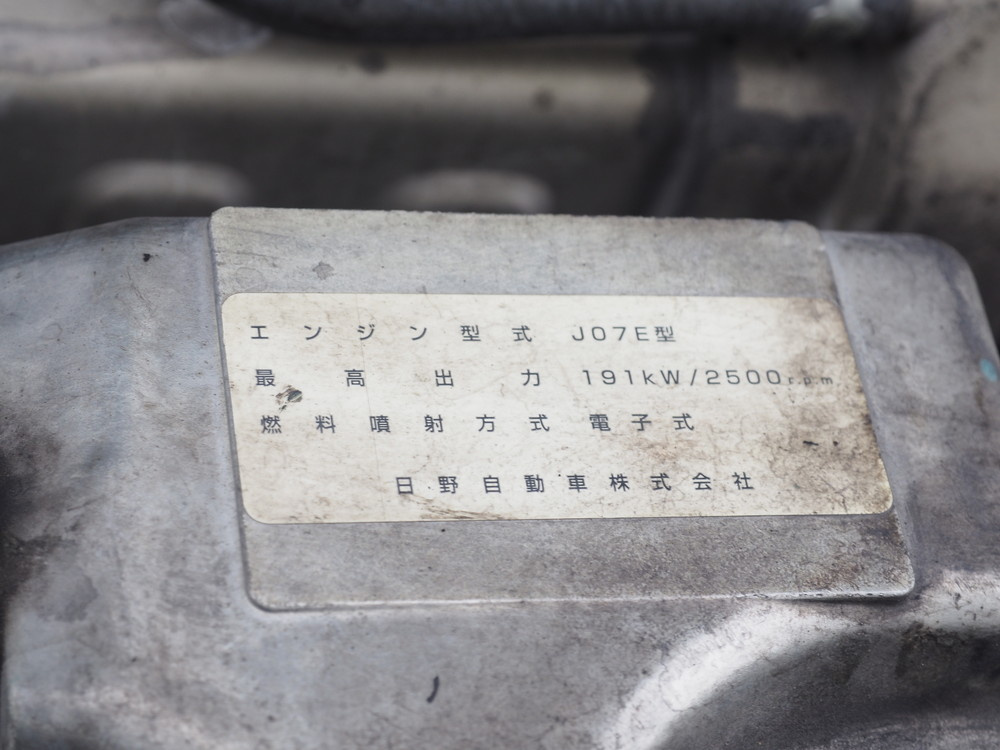 エンジン型式 J07E型
最高出力 191kW/2500r.p.m
燃料噴射方式 電子式
日野自動車株式会社